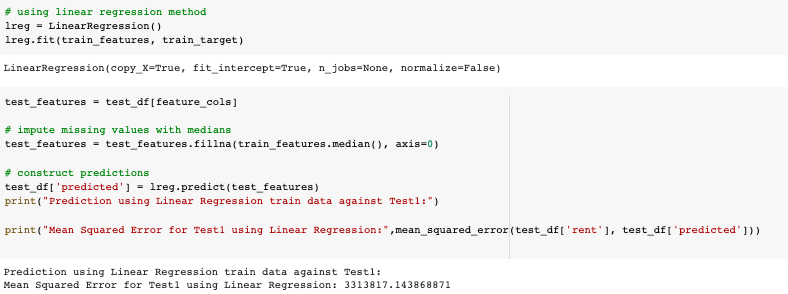 # using linear regression method
lreg = LinearRegression()
lreg.fit(train_features, train_target)
LinearRegression(copy_X=True, fit_intercept=True, n_jobs=None, normalize=False)
test_features = test_df[feature_cols]
# impute missing values with medians
test_features = test_features.fillna(train_features.median(), axis=0)
# construct predictions
test_df['predicted'] = lreg.predict(test_features)
print("Prediction using Linear Regression train data against Test1:")
print("Mean Squared Error for Test1 using Linear Regression:",mean_squared_error(test_df['rent'], test_df['predicted']))
Prediction using Linear Regression train data against Test1:
Mean Squared Error for Test1 using Linear Regression: 3313817.143868871